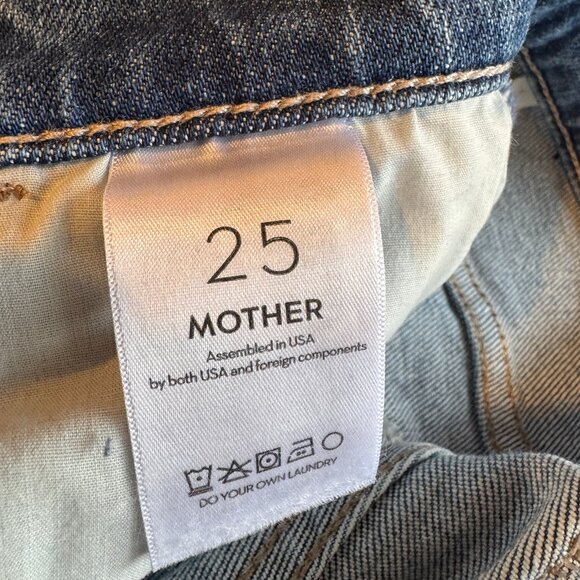 25
MOTHER
Assembled in USA
by both USA and foreign components
DO YOUR OWN LAUNDRY